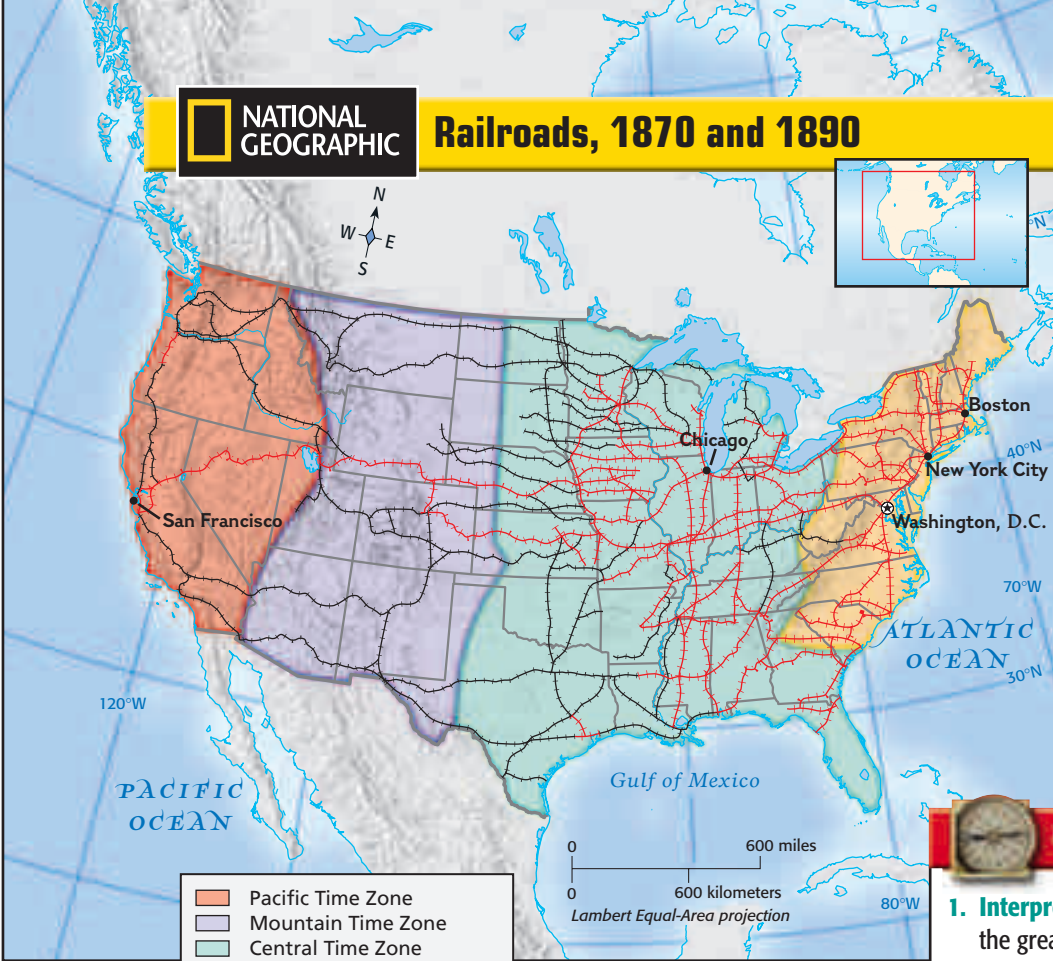 NATIONAL
GEOGRAPHIC
Railroads, 1870 and 1890
N
W E
S
°N
Boston
Chicago
40°N
New York City
San Francisco
Washington, D.C.
70°W
ATLANTIC
OCEAN
30°N
120°W
PACIFIC
OCEAN
Gulf of Mexico
0 600 miles
0 600 kilometers
Lambert Equal-Area projection
80°W
Pacific Time Zone
Mountain Time Zone
Central Time Zone
1. Interpr
the grea